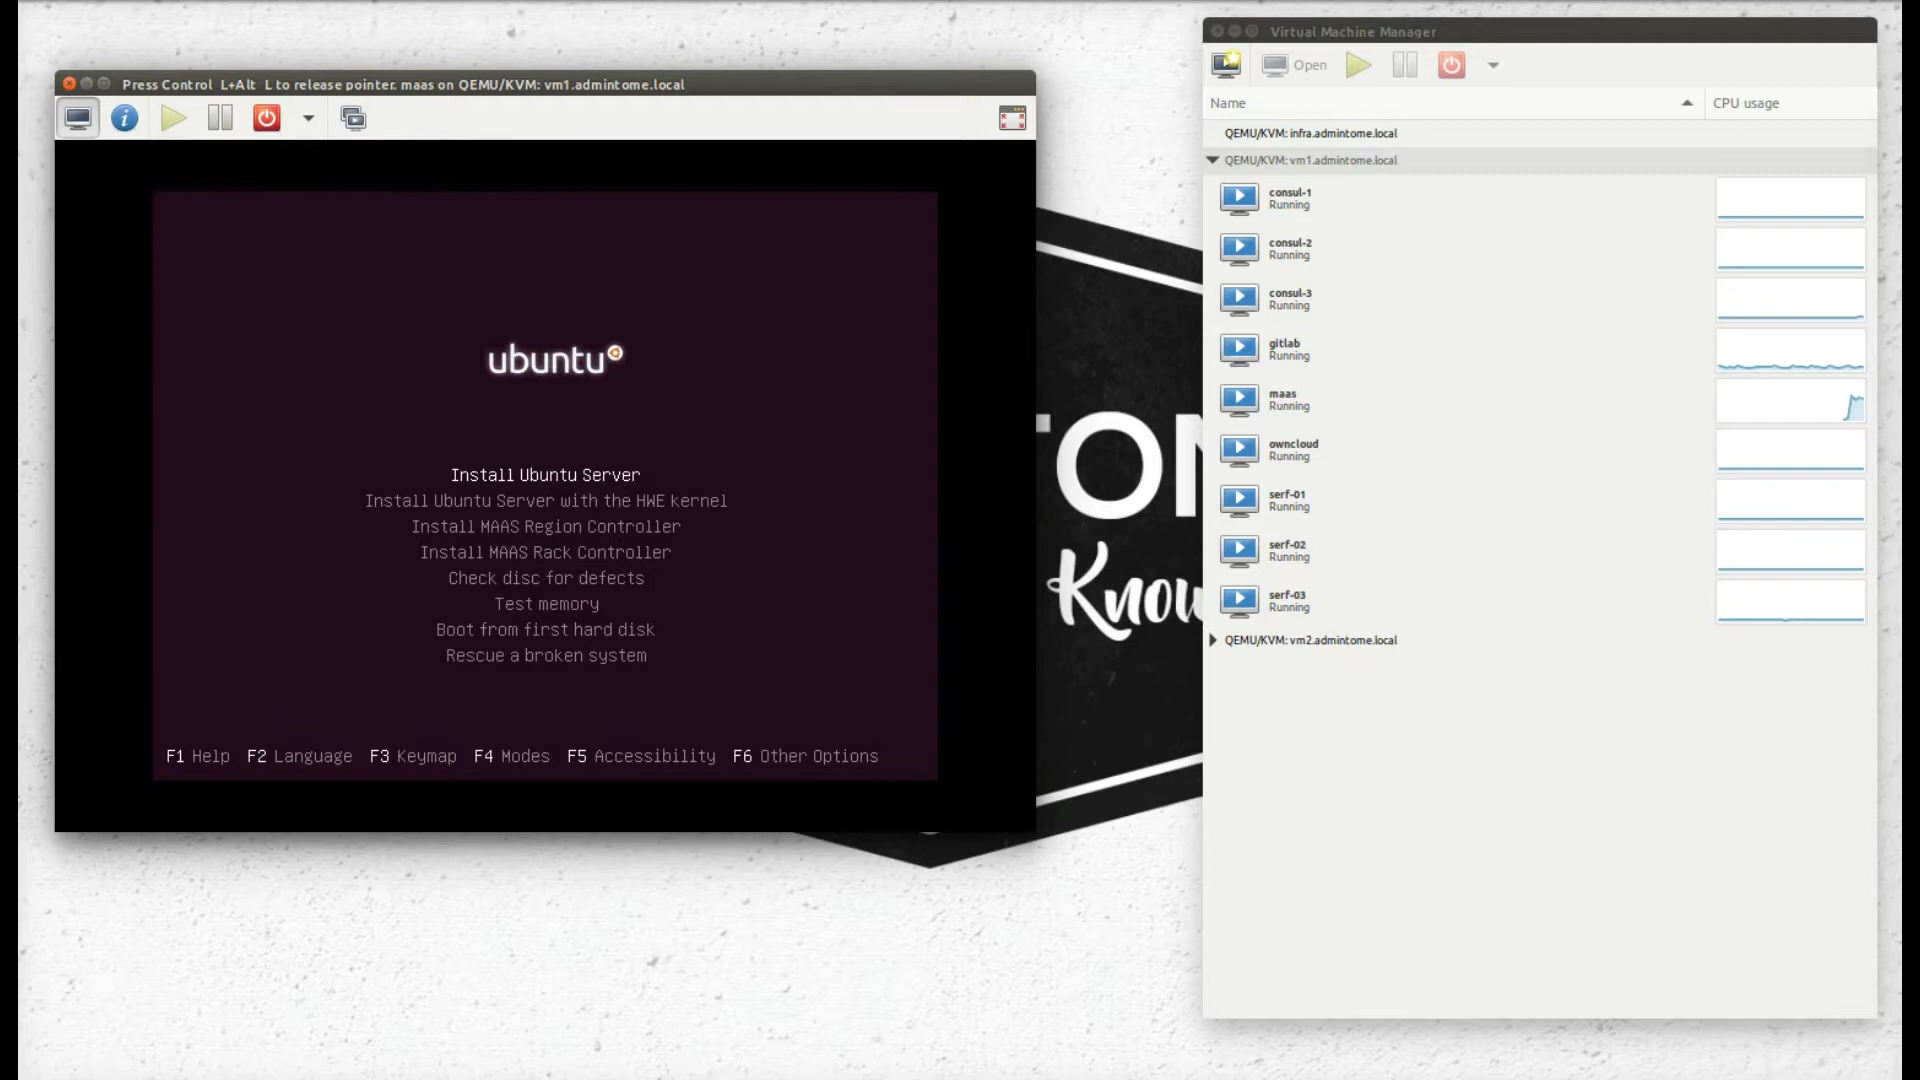 Press Control_L+Alt_L to release pointer. maas on QEMU/KVM: vm1.admintome.local
ubuntu
Install Ubuntu Server
Install Ubuntu Server with the HWE kernel
Install MAAS Region Controller
Install MAAS Rack Controller
Check disc for defects
Test memory
Boot from first hard disk
Rescue a broken system
F1 Help F2 Language F3 Keymap F4 Modes F5 Accessibility F6 Other Options
Know
Virtual Machine Manager
Open
Name CPU usage
QEMU/KVM: infra.admintome.local
QEMU/KVM: vm1.admintome.local
consul-1
Running
consul-2
Running
consul-3
Running
gitlab
Running
maas
Running
owncloud
Running
serf-01
Running
serf-02
Running
serf-03
Running
QEMU/KVM: vm2.admintome.local